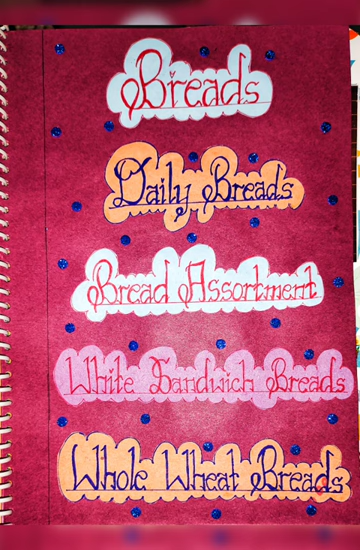 Breads
Daily Breads
Bread Assortment
White Sandwich Breads
Whole Wheat Breads